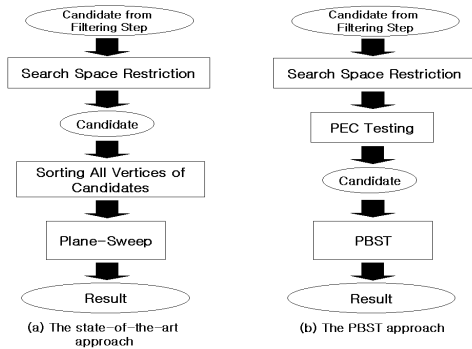 Candidate from
Filtering Step
Search Space Restriction
Candidate
Sorting All Vertices of
Candidates
Plane-Sweep
Result
(a) The state-of-the-art
approach
Candidate from
Filtering Step
Search Space Restriction
PEC Testing
Candidate
PBST
Result
(b) The PBST approach